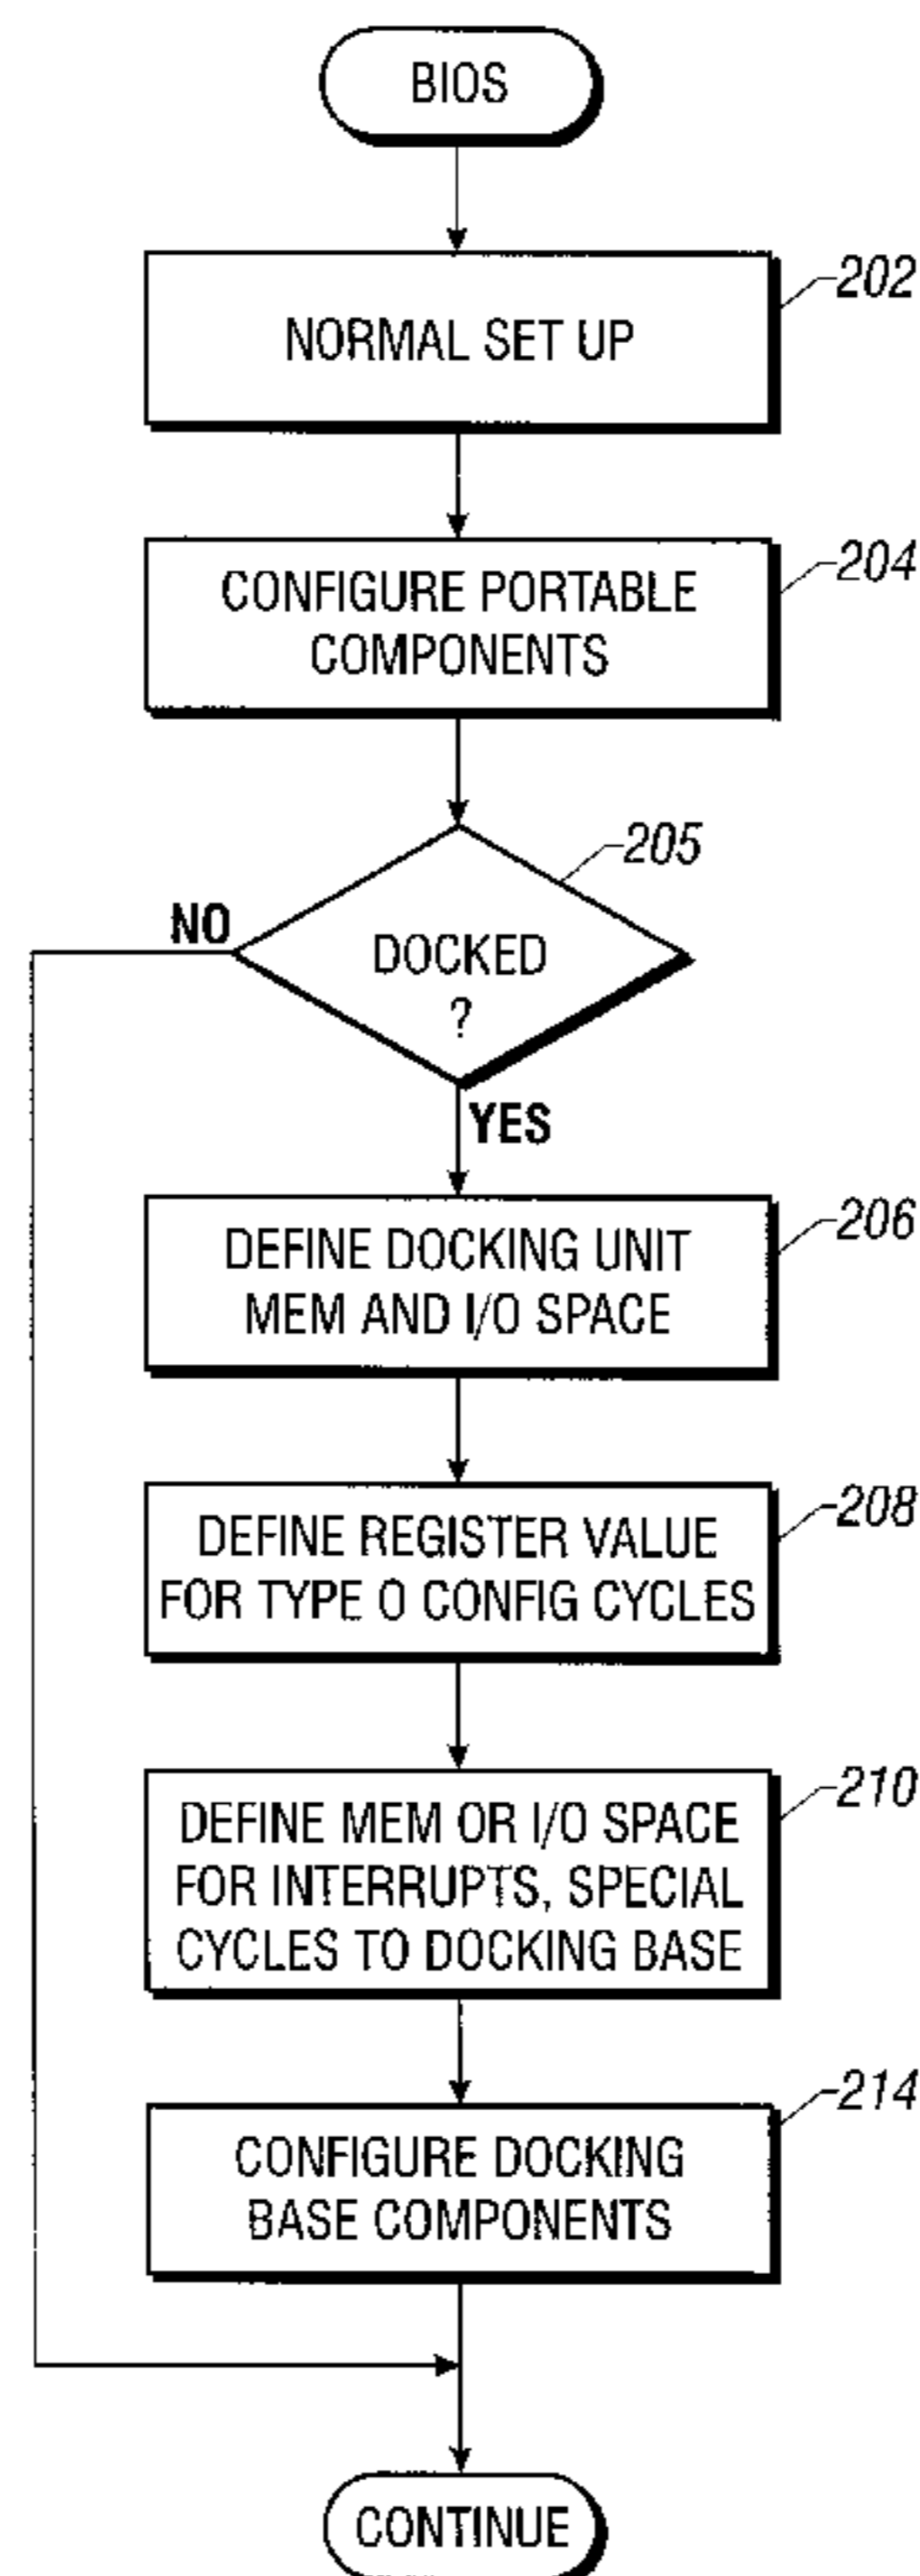 BIOS
202
NORMAL SET UP
204
CONFIGURE PORTABLE
COMPONENTS
205
NO
DOCKED
?
YES
206
DEFINE DOCKING UNIT
MEM AND I/O SPACE
208
DEFINE REGISTER VALUE
FOR TYPE 0 CONFIG CYCLES
210
DEFINE MEM OR I/O SPACE
FOR INTERRUPTS, SPECIAL
CYCLES TO DOCKING BASE
214
CONFIGURE DOCKING
BASE COMPONENTS
CONTINUE